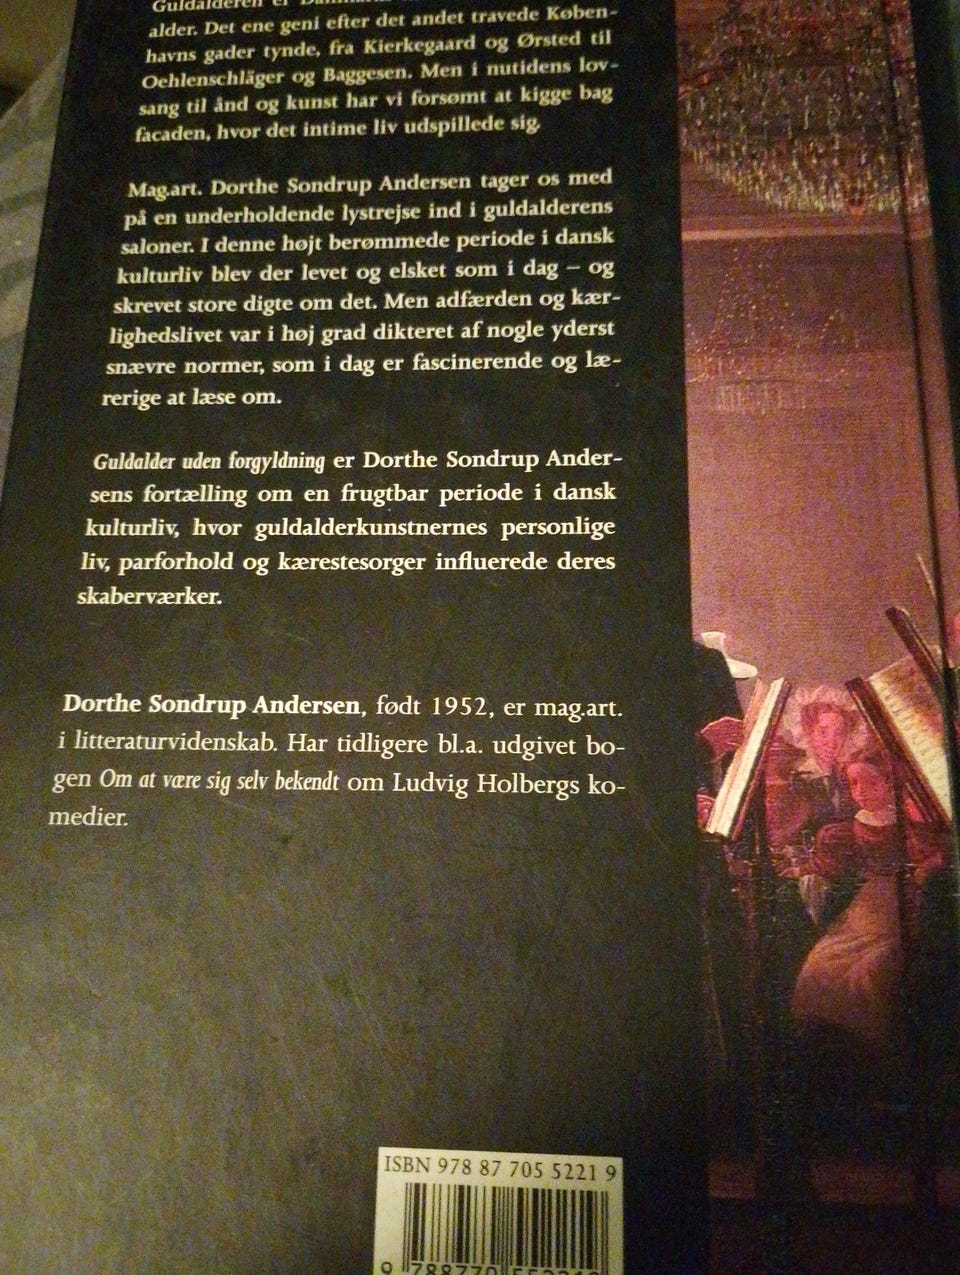 Guldalderen er Danmarks
alder. Det ene geni efter det andet travede Køben-
havns gader tynde, fra Kierkegaard og Ørsted til
Oehlenschläger og Baggesen. Men i nutidens lov-
sang til ånd og kunst har vi forsømt at kigge bag
facaden, hvor det intime liv udspillede sig.
Mag.art. Dorthe Sondrup Andersen tager os med
på en underholdende lystrejse ind i guldalderens
saloner. I denne højt berømmede periode i dansk
kulturliv blev der levet og elsket som i dag – og
skrevet store digte om det. Men adfærden og kær-
lighedslivet var i høj grad dikteret af nogle yderst
snævre normer, som i dag er fascinerende og læ-
rerige at læse om.
Guldalder uden forgyldning er Dorthe Sondrup Ander-
sens fortælling om en frugtbar periode i dansk
kulturliv, hvor guldalderkunstnernes personlige
liv, parforhold og kærestesorger influerede deres
skaberværker.
Dorthe Sondrup Andersen, født 1952, er mag.art.
i litteraturvidenskab. Har tidligere bl.a. udgivet bo-
gen Om at være sig selv bekendt om Ludvig Holbergs ko-
medier.
ISBN 978 87 705 5221 9
9 788770 552219